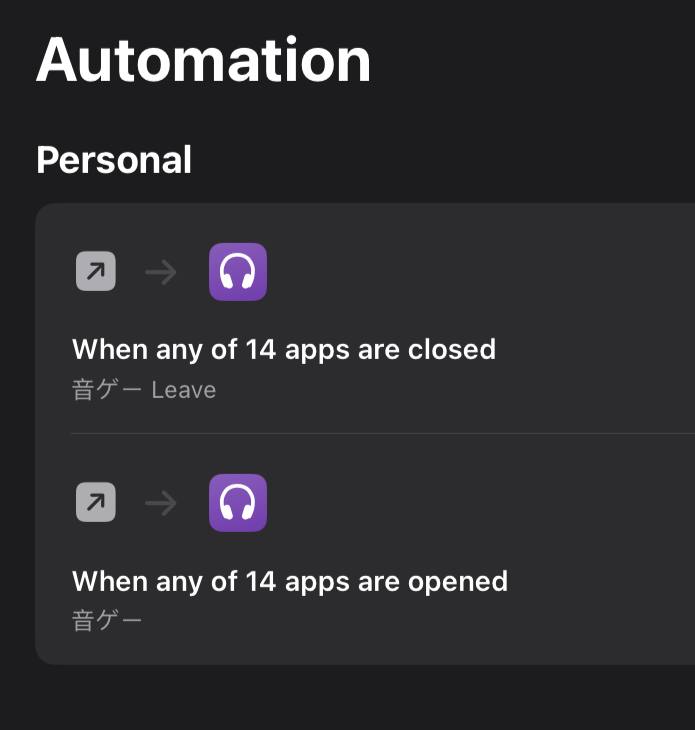 Automation
Personal
When any of 14 apps are closed
音ゲー Leave
When any of 14 apps are opened
音ゲー